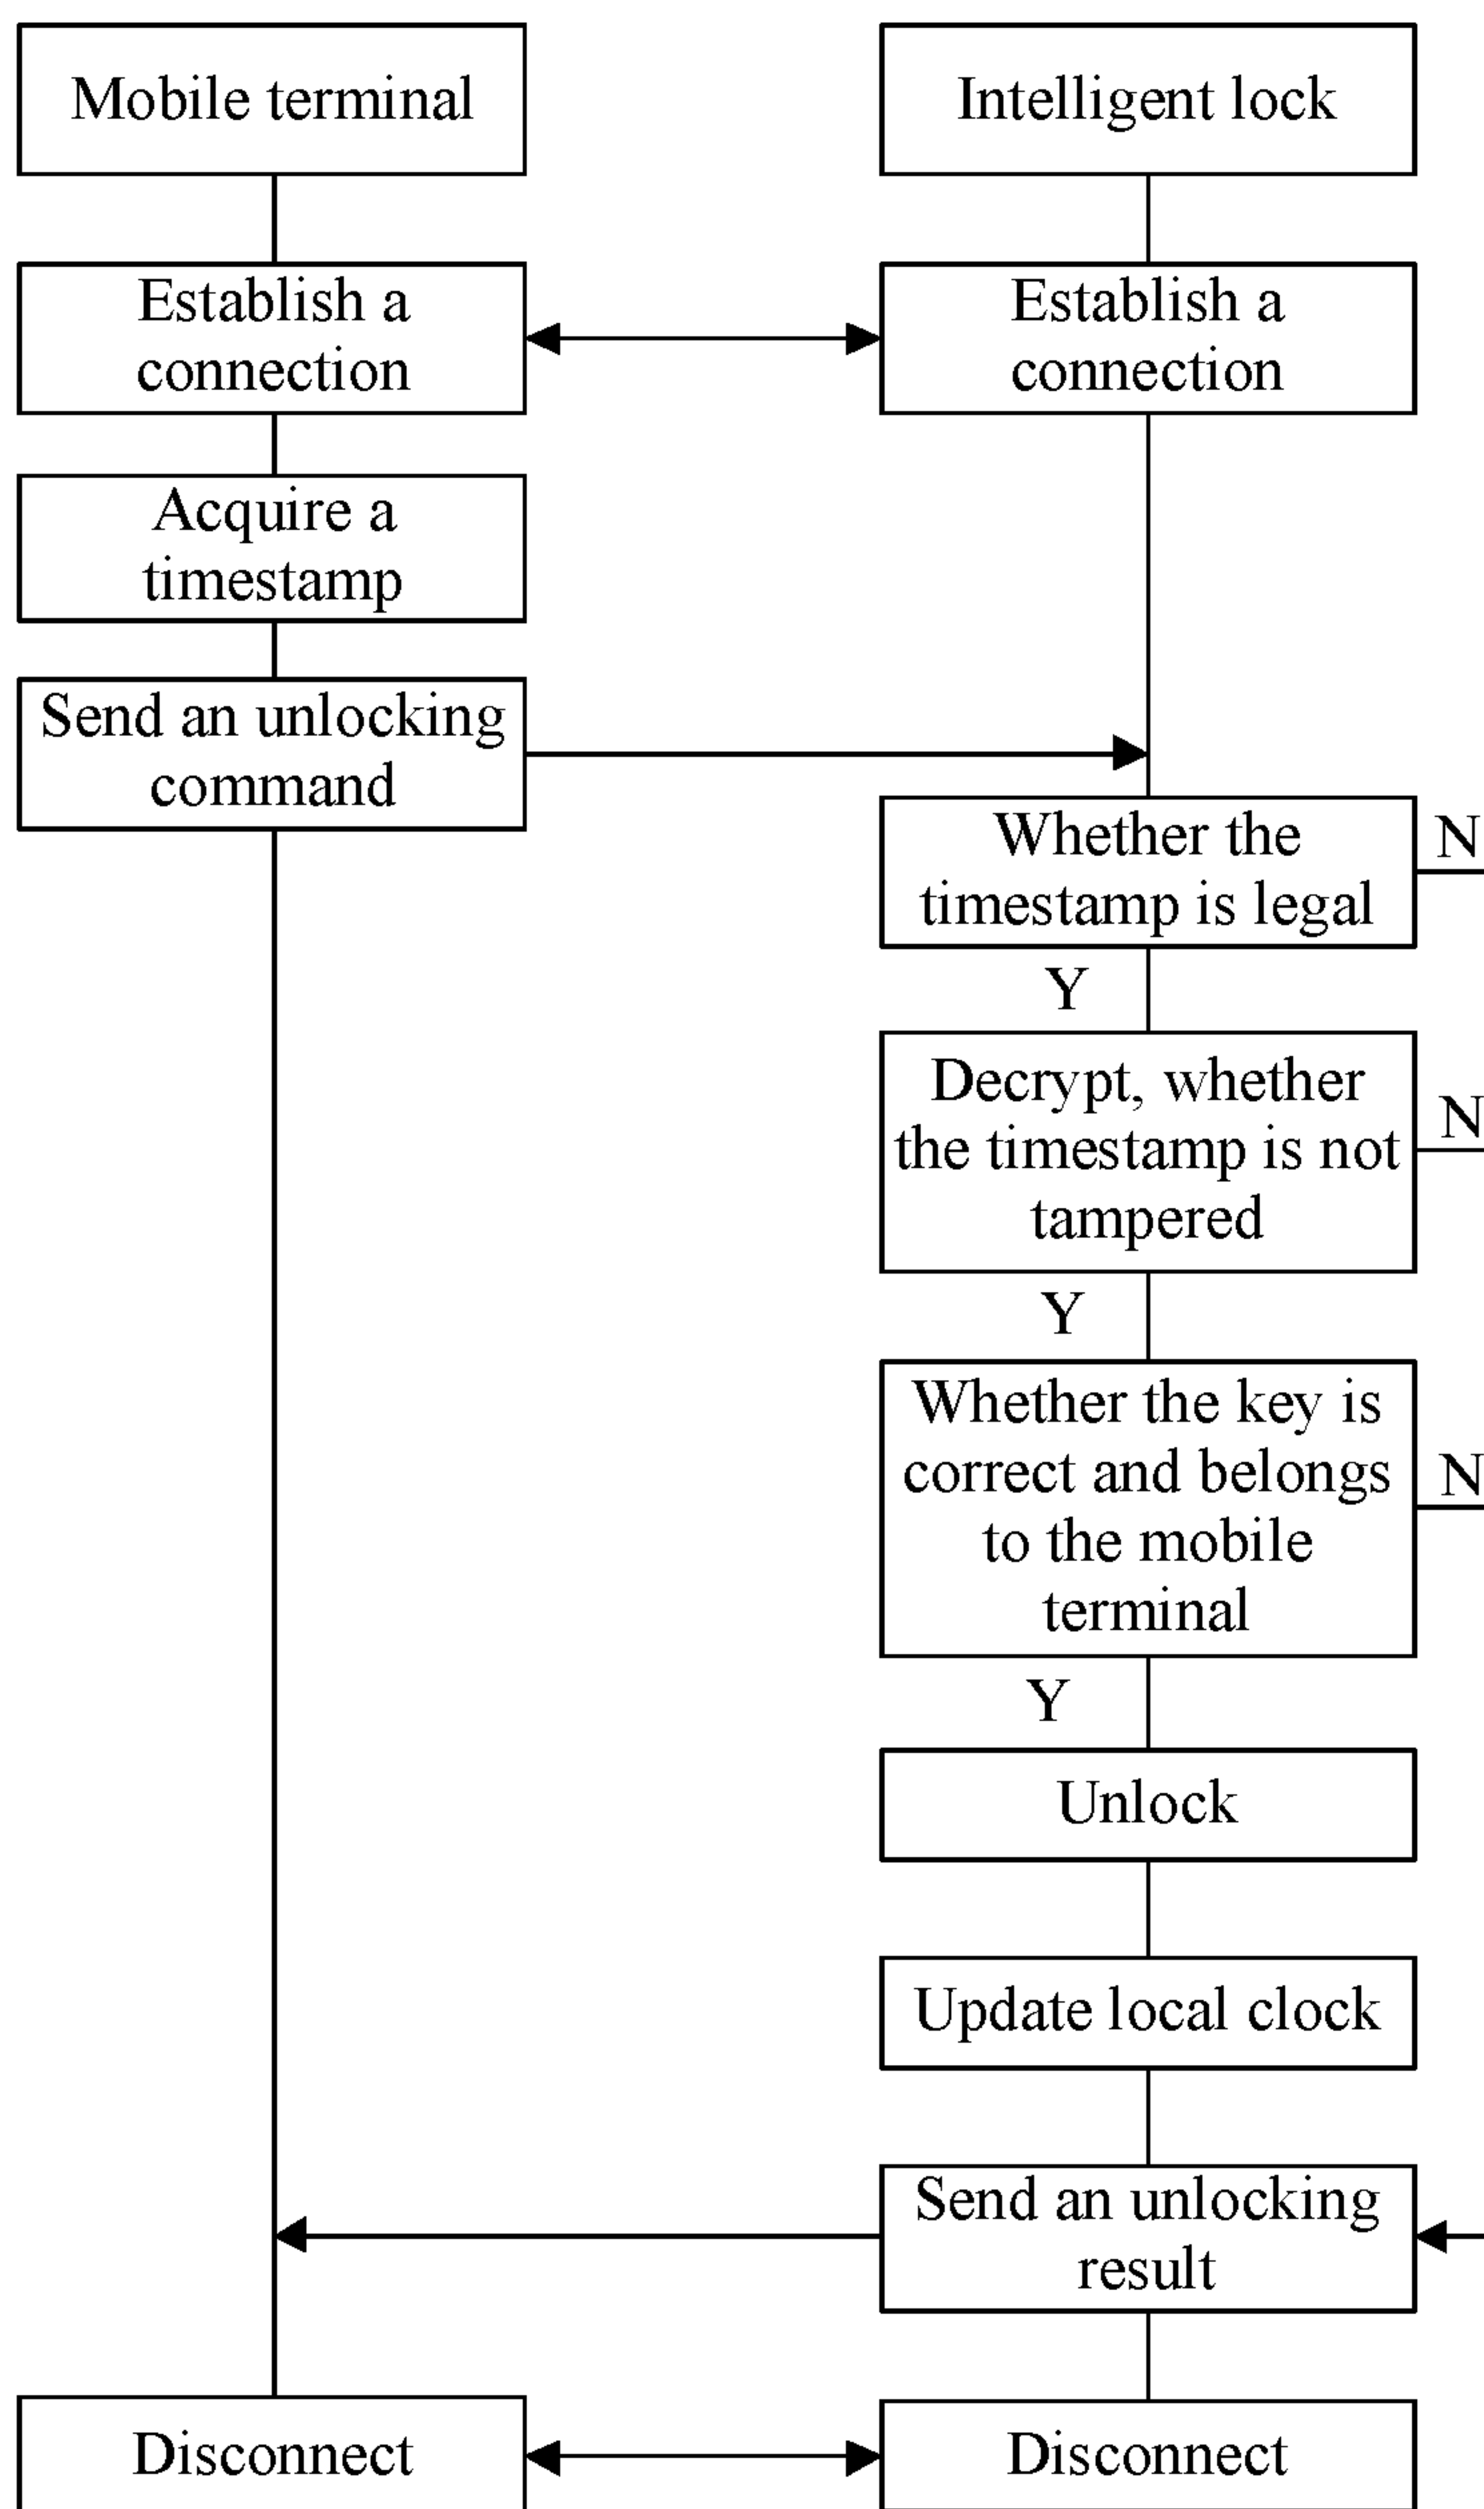 Mobile terminal
Intelligent lock
Establish a
connection
Establish a
connection
Acquire a
timestamp
Send an unlocking
command
Whether the
timestamp is legal
N
Y
Decrypt, whether
the timestamp is not
tampered
N
Y
Whether the key is
correct and belongs
to the mobile
terminal
N
Y
Unlock
Update local clock
Send an unlocking
result
Disconnect
Disconnect